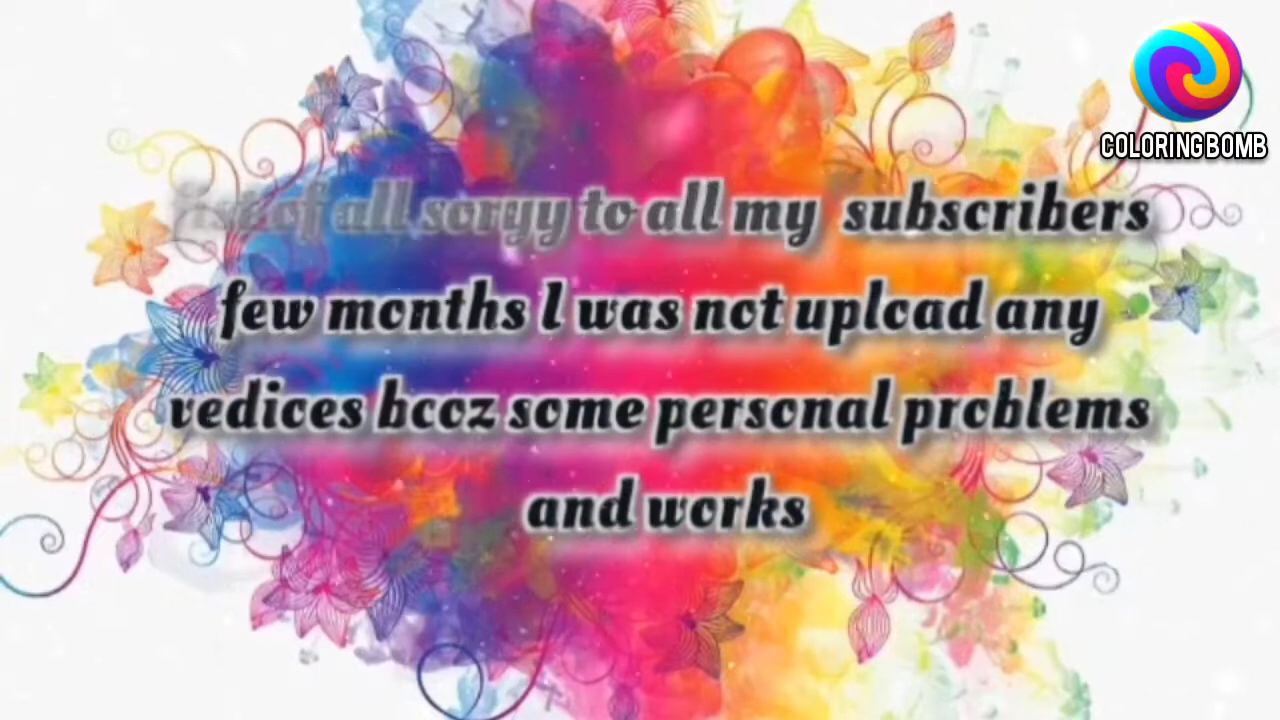 COLORINGBOMB
of all soryy to all my subscribers
few months I was not upload any
vedioes bcoz some personal problems
and works